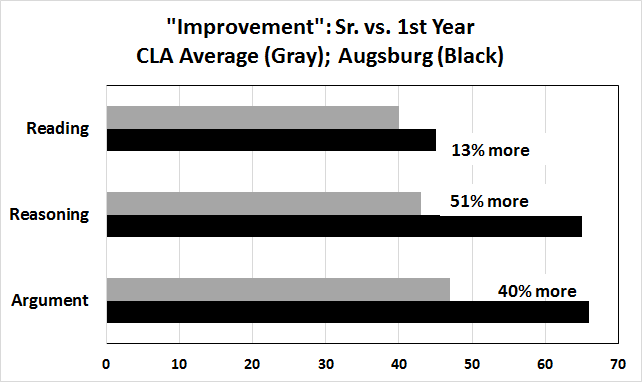 "Improvement": Sr. vs. 1st Year
CLA Average (Gray); Augsburg (Black)
Reading
13% more
Reasoning
51% more
Argument
40% more
0 10 20 30 40 50 60 70